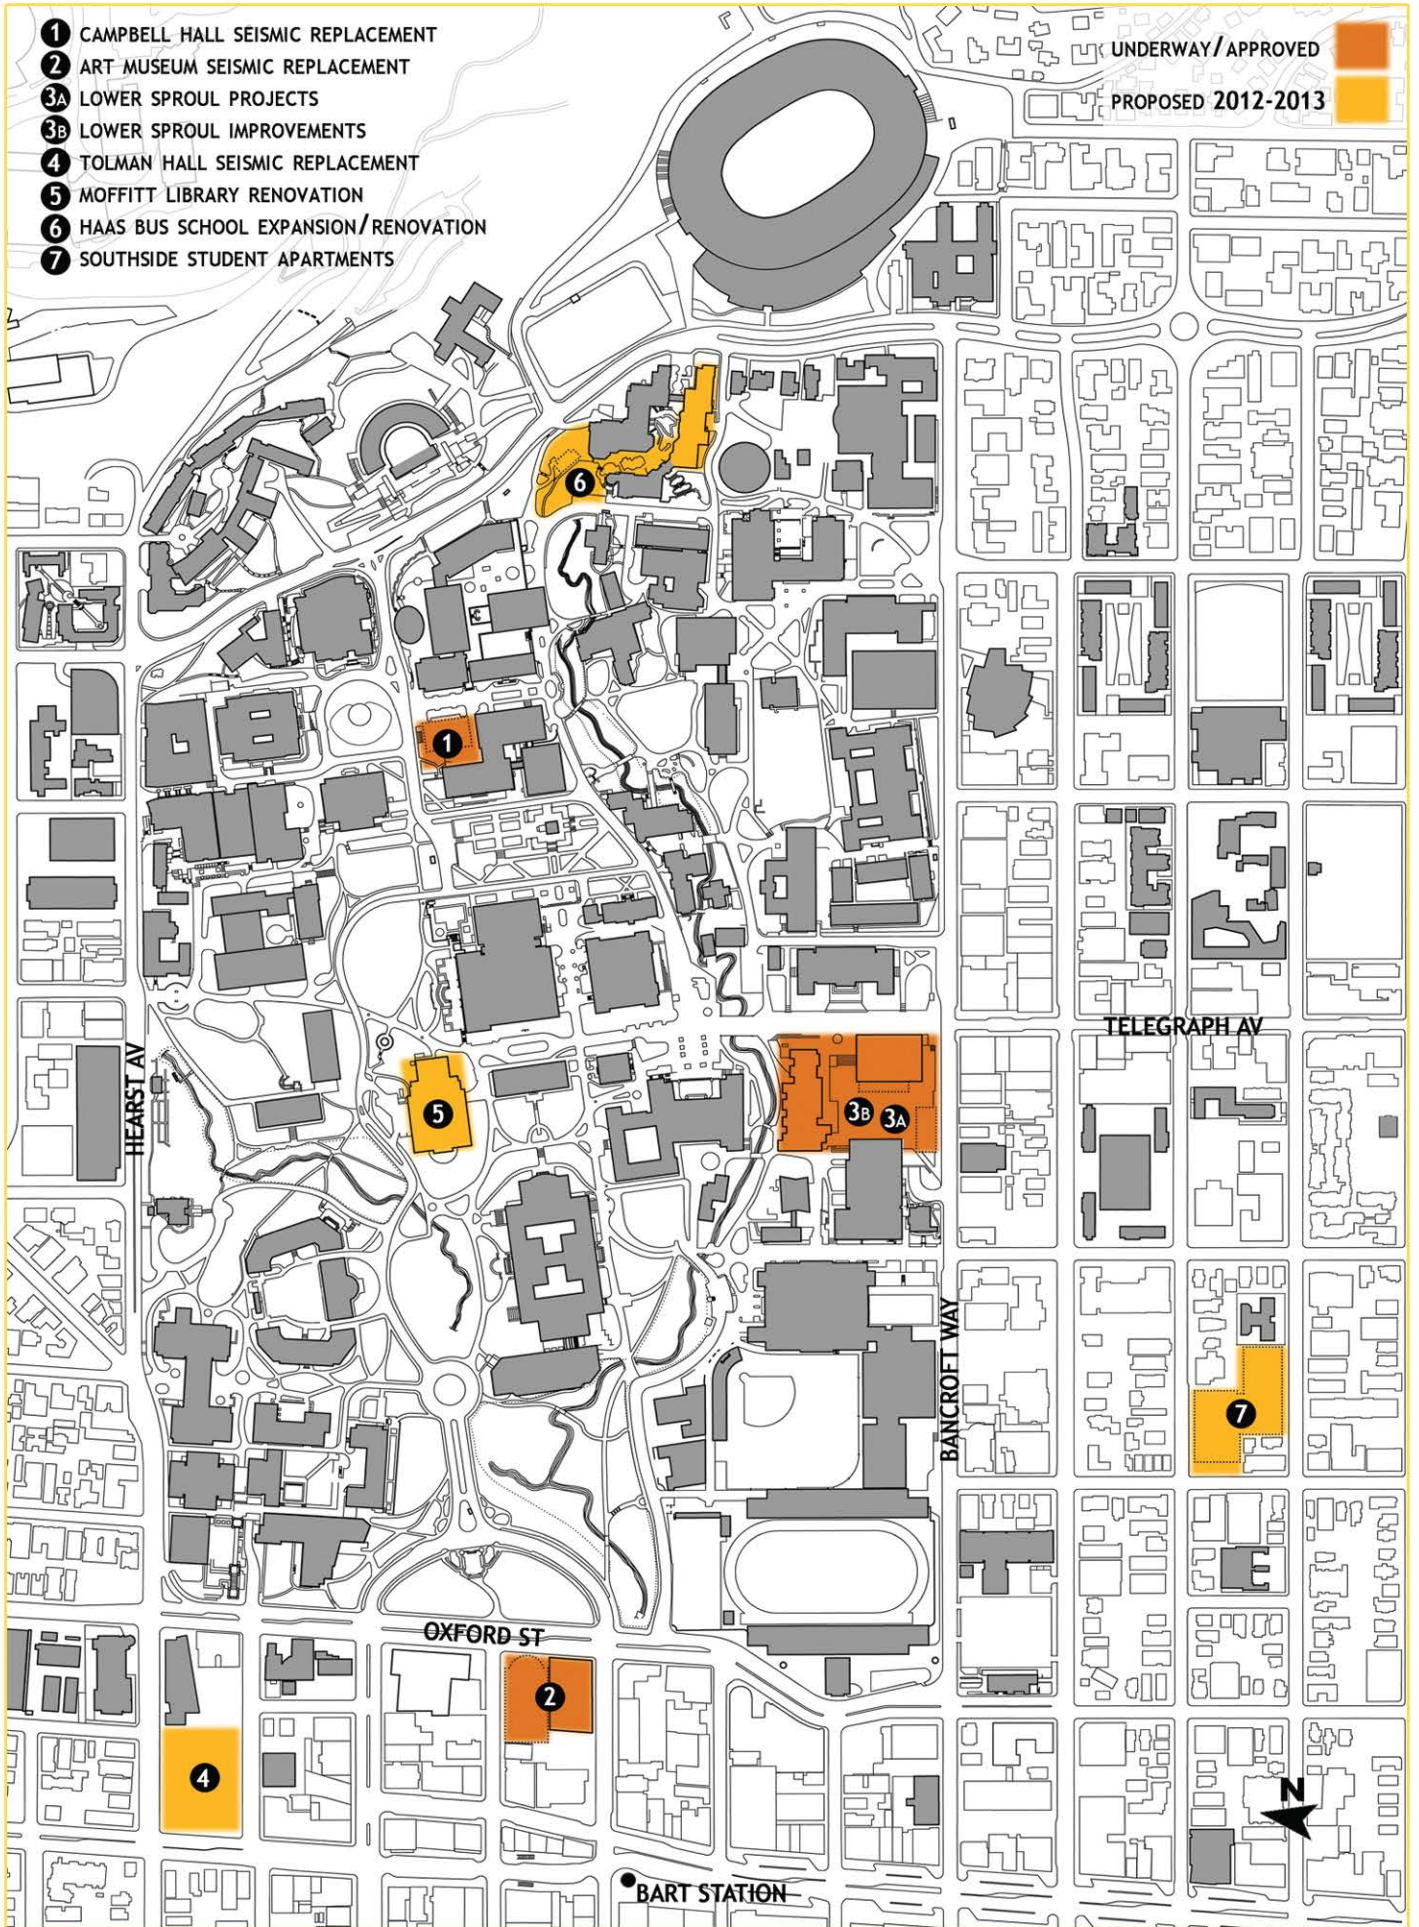 1 CAMPBELL HALL SEISMIC REPLACEMENT
2 ART MUSEUM SEISMIC REPLACEMENT
3A LOWER SPROUL PROJECTS
3B LOWER SPROUL IMPROVEMENTS
4 TOLMAN HALL SEISMIC REPLACEMENT
5 MOFFITT LIBRARY RENOVATION
6 HAAS BUS SCHOOL EXPANSION/RENOVATION
7 SOUTHSIDE STUDENT APARTMENTS
UNDERWAY/APPROVED
PROPOSED 2012-2013
6
1
TELEGRAPH AV
HEARST AV
5
3B 3A
BANCROFT WAY
7
OXFORD ST
2
4
N
BART STATION